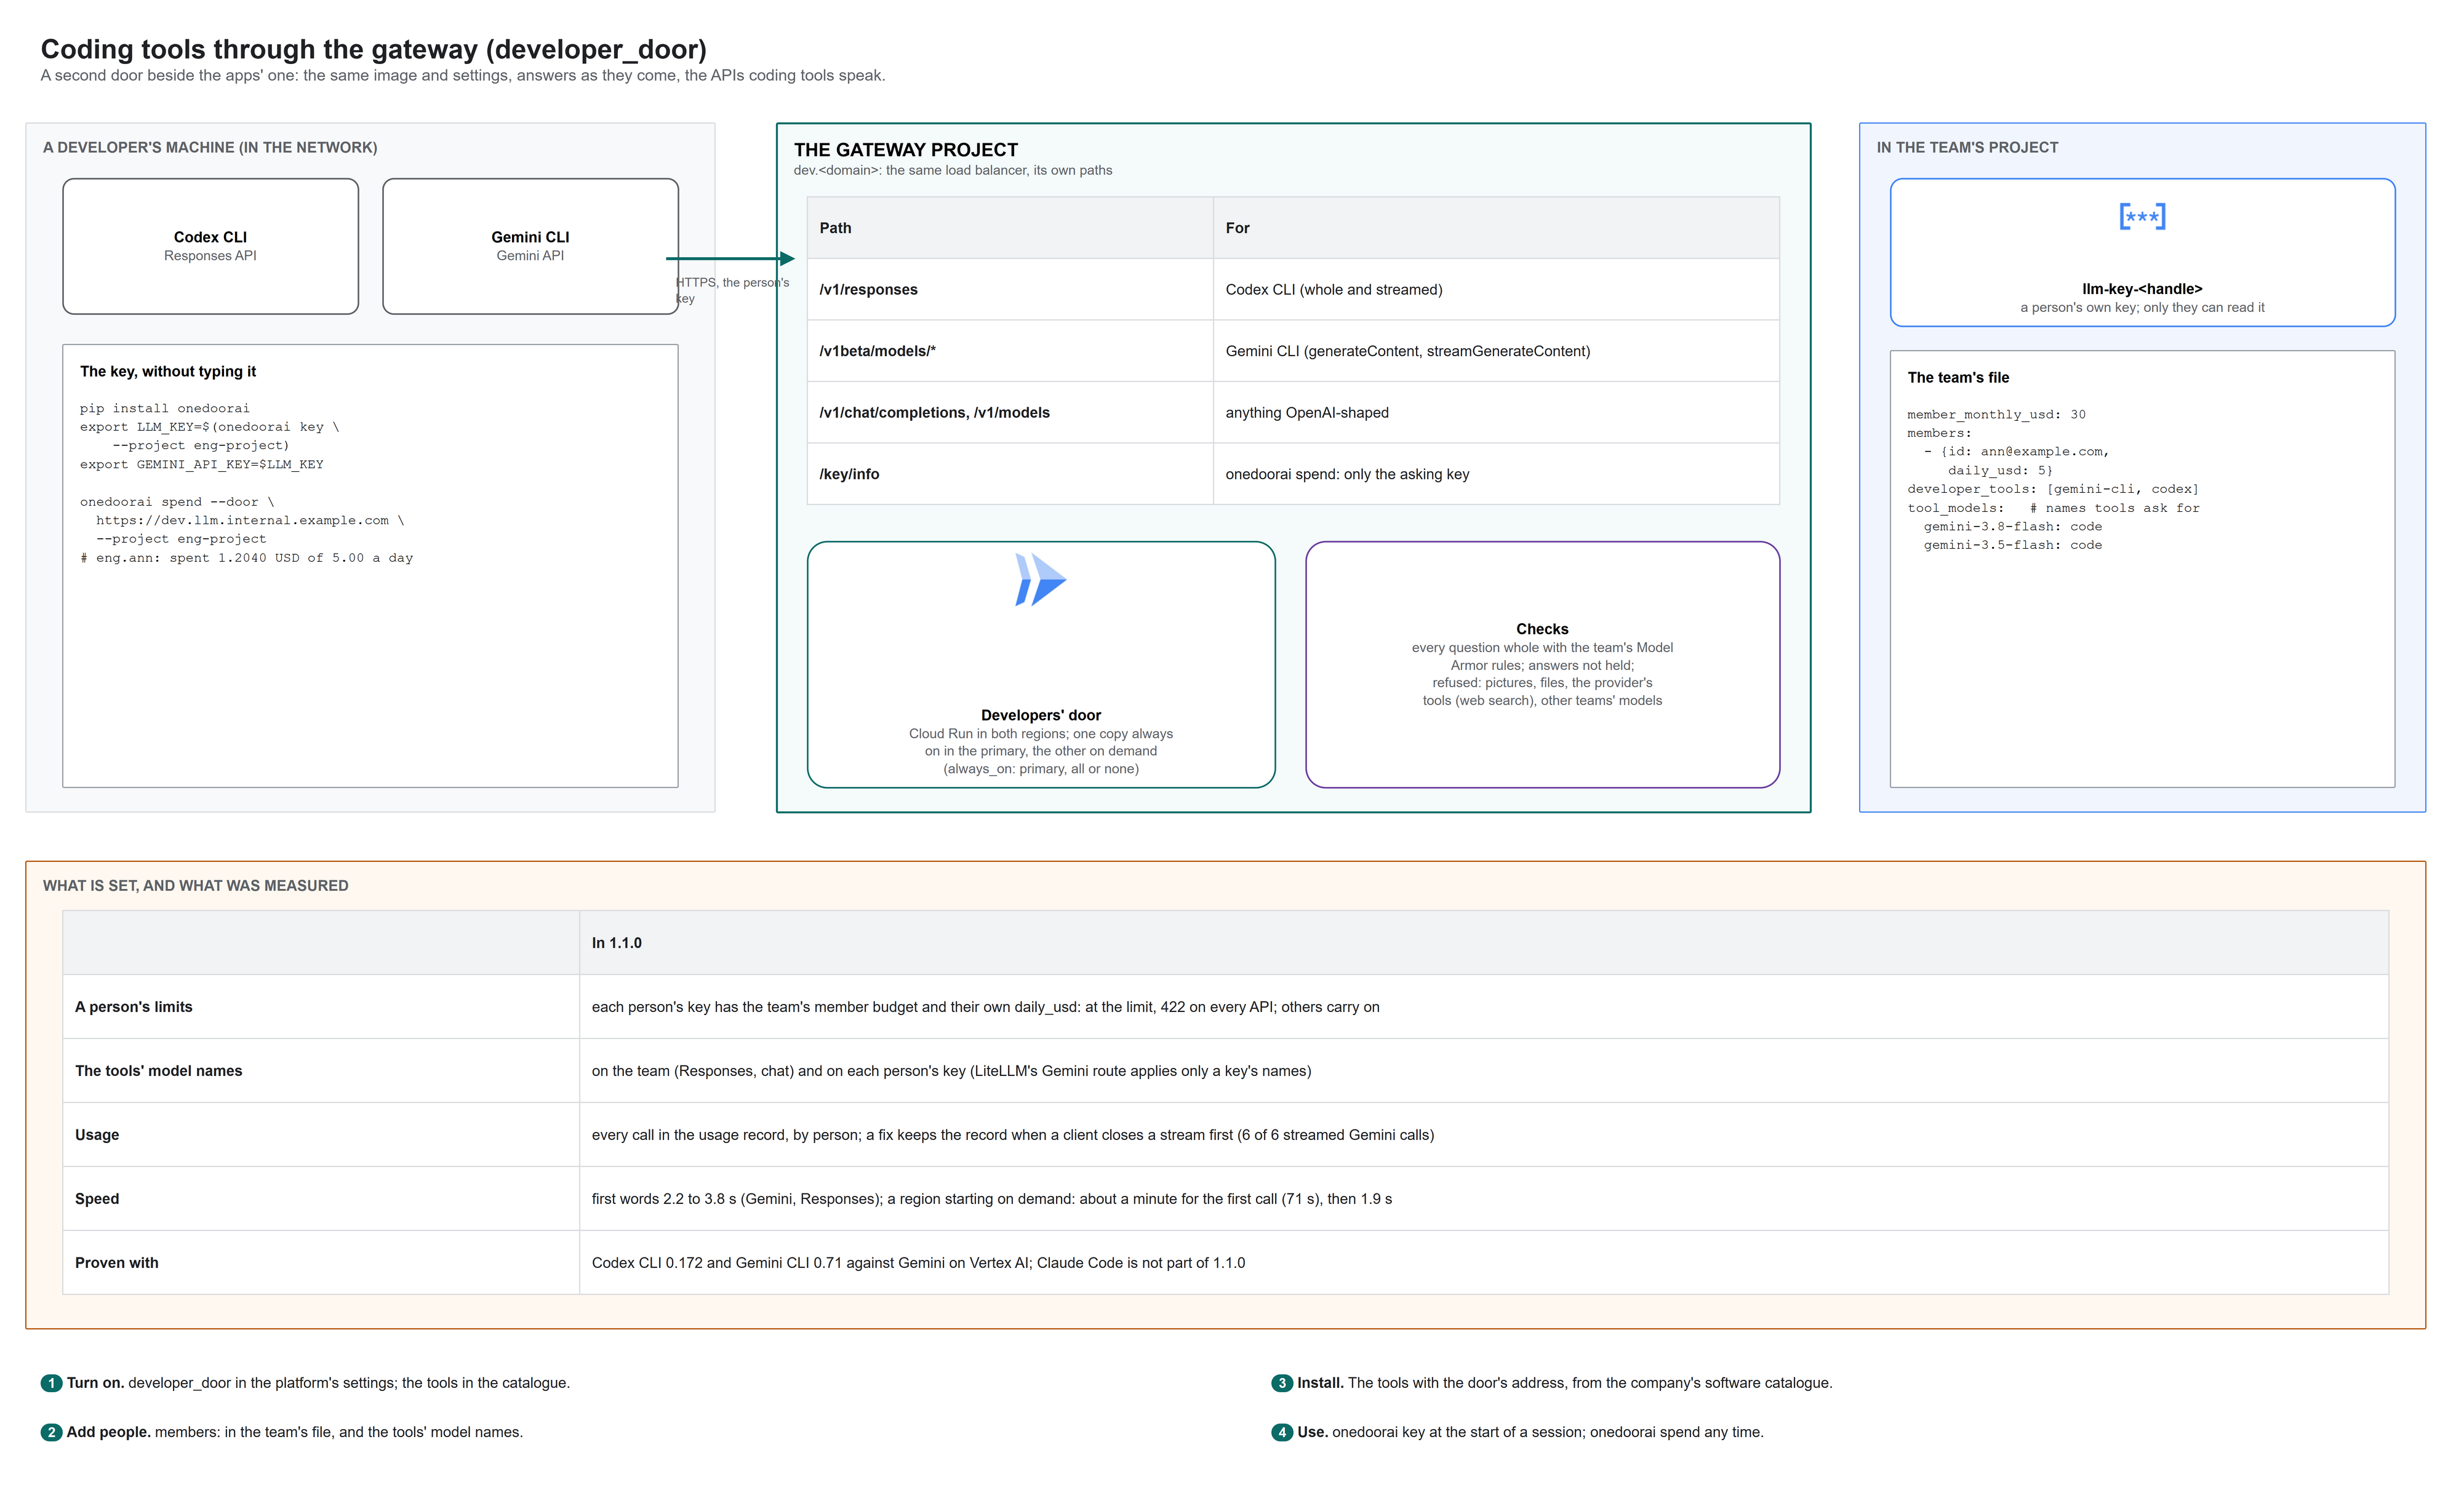 Coding tools through the gateway (developer_door)
A second door beside the apps' one: the same image and settings, answers as they come, the APIs coding tools speak.
A DEVELOPER'S MACHINE (IN THE NETWORK)
Codex CLI
Responses API
Gemini CLI
Gemini API
HTTPS, the person's
key
The key, without typing it
pip install onedoorai
export LLM_KEY=$(onedoorai key \
    --project eng-project)
export GEMINI_API_KEY=$LLM_KEY
onedoorai spend --door \
  https://dev.llm.internal.example.com \
  --project eng-project
# eng.ann: spent 1.2040 USD of 5.00 a day
THE GATEWAY PROJECT
dev.<domain>: the same load balancer, its own paths
Path For
/v1/responses Codex CLI (whole and streamed)
/v1beta/models/* Gemini CLI (generateContent, streamGenerateContent)
/v1/chat/completions, /v1/models anything OpenAI-shaped
/key/info onedoorai spend: only the asking key
Developers' door
Cloud Run in both regions; one copy always
on in the primary, the other on demand
(always_on: primary, all or none)
Checks
every question whole with the team's Model
Armor rules; answers not held;
refused: pictures, files, the provider's
tools (web search), other teams' models
IN THE TEAM'S PROJECT
[***]
llm-key-<handle>
a person's own key; only they can read it
The team's file
member_monthly_usd: 30
members:
  - {id: ann@example.com,
     daily_usd: 5}
developer_tools: [gemini-cli, codex]
tool_models:   # names tools ask for
  gemini-3.8-flash: code
  gemini-3.5-flash: code
WHAT IS SET, AND WHAT WAS MEASURED
In 1.1.0
A person's limits each person's key has the team's member budget and their own daily_usd: at the limit, 422 on every API; others carry on
The tools' model names on the team (Responses, chat) and on each person's key (LiteLLM's Gemini route applies only a key's names)
Usage every call in the usage record, by person; a fix keeps the record when a client closes a stream first (6 of 6 streamed Gemini calls)
Speed first words 2.2 to 3.8 s (Gemini, Responses); a region starting on demand: about a minute for the first call (71 s), then 1.9 s
Proven with Codex CLI 0.172 and Gemini CLI 0.71 against Gemini on Vertex AI; Claude Code is not part of 1.1.0
1 Turn on. developer_door in the platform's settings; the tools in the catalogue.
2 Add people. members: in the team's file, and the tools' model names.
3 Install. The tools with the door's address, from the company's software catalogue.
4 Use. onedoorai key at the start of a session; onedoorai spend any time.